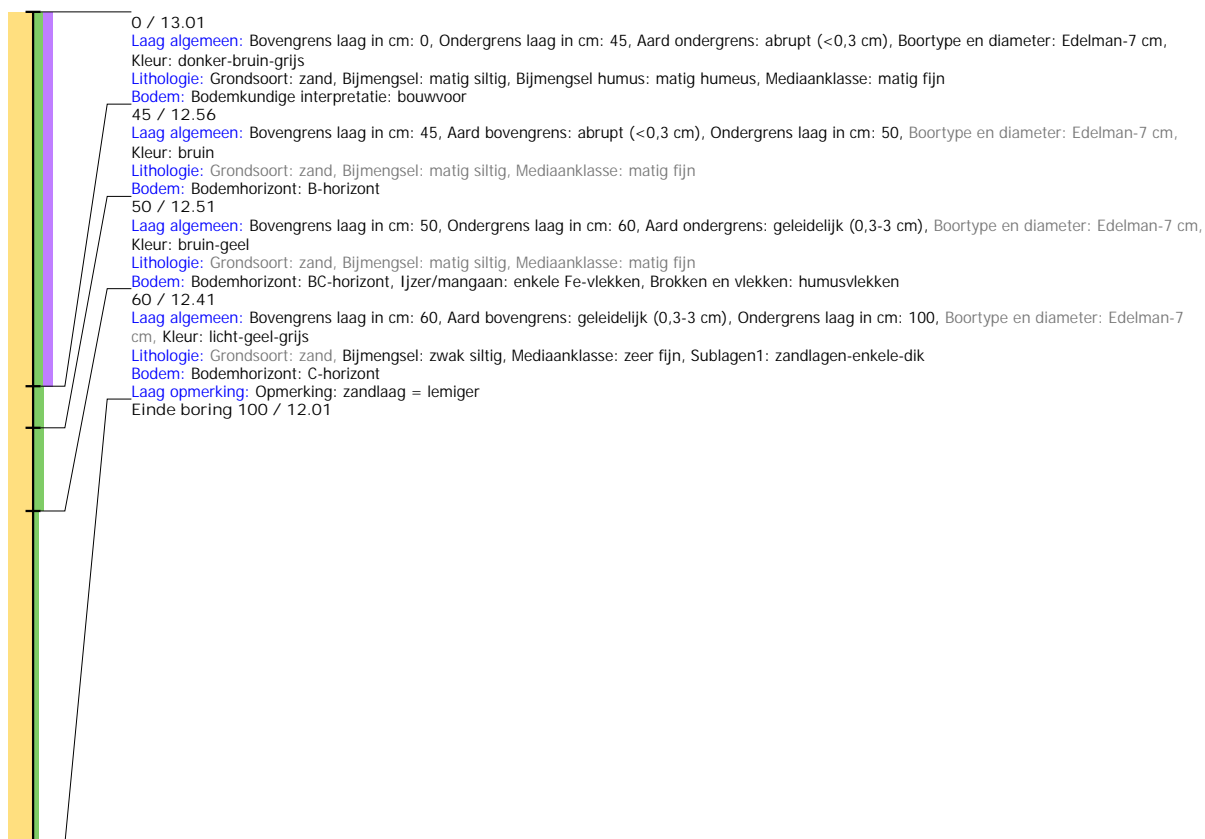 0 / 13.01
Laag algemeen: Bovengrens laag in cm: 0, Ondergrens laag in cm: 45, Aard ondergrens: abrupt (<0,3 cm), Boortype en diameter: Edelman-7 cm,
Kleur: donker-bruin-grijs
Lithologie: Grondsoort: zand, Bijmengsel: matig siltig, Bijmengsel humus: matig humeus, Mediaanklasse: matig fijn
Bodem: Bodemkundige interpretatie: bouwvoor
45 / 12.56
Laag algemeen: Bovengrens laag in cm: 45, Aard bovengrens: abrupt (<0,3 cm), Ondergrens laag in cm: 50, Boortype en diameter: Edelman-7 cm,
Kleur: bruin
Lithologie: Grondsoort: zand, Bijmengsel: matig siltig, Mediaanklasse: matig fijn
Bodem: Bodemhorizont: B-horizont
50 / 12.51
Laag algemeen: Bovengrens laag in cm: 50, Ondergrens laag in cm: 60, Aard ondergrens: geleidelijk (0,3-3 cm), Boortype en diameter: Edelman-7 cm,
Kleur: bruin-geel
Lithologie: Grondsoort: zand, Bijmengsel: matig siltig, Mediaanklasse: matig fijn
Bodem: Bodemhorizont: BC-horizont, Ijzer/mangaan: enkele Fe-vlekken, Brokken en vlekken: humusvlekken
60 / 12.41
Laag algemeen: Bovengrens laag in cm: 60, Aard bovengrens: geleidelijk (0,3-3 cm), Ondergrens laag in cm: 100, Boortype en diameter: Edelman-7
cm, Kleur: licht-geel-grijs
Lithologie: Grondsoort: zand, Bijmengsel: zwak siltig, Mediaanklasse: zeer fijn, Sublagen1: zandlagen-enkele-dik
Bodem: Bodemhorizont: C-horizont
Laag opmerking: Opmerking: zandlaag = lemiger
Einde boring 100 / 12.01